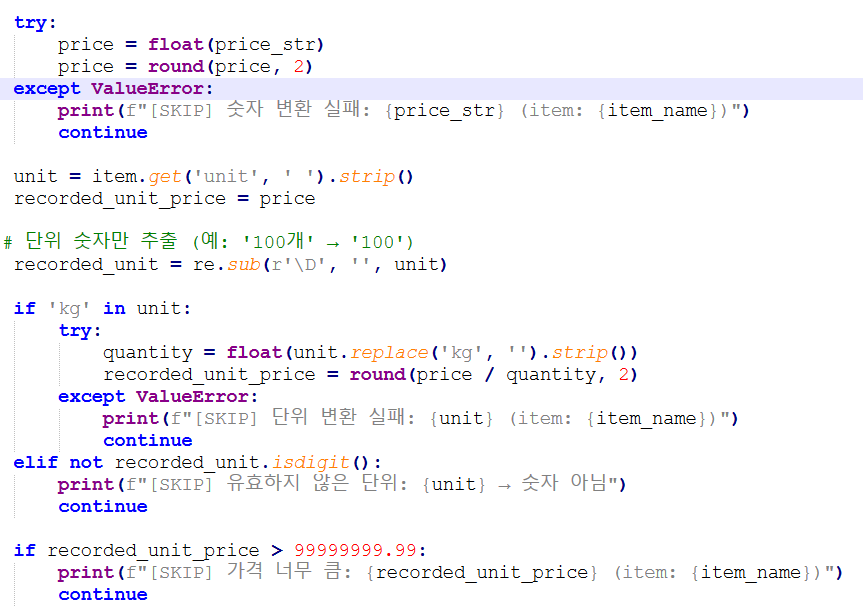 try:
    price = float(price_str)
    price = round(price, 2)
except ValueError:
    print(f"[SKIP] 숫자 변환 실패: {price_str} (item: {item_name})")
    continue

unit = item.get('unit', ' ').strip()
recorded_unit_price = price

# 단위 숫자만 추출 (예: '100개' → '100')
recorded_unit = re.sub(r'\D', '', unit)

if 'kg' in unit:
    try:
        quantity = float(unit.replace('kg', '').strip())
        recorded_unit_price = round(price / quantity, 2)
    except ValueError:
        print(f"[SKIP] 단위 변환 실패: {unit} (item: {item_name})")
        continue
elif not recorded_unit.isdigit():
    print(f"[SKIP] 유효하지 않은 단위: {unit} → 숫자 아님")
    continue

if recorded_unit_price > 99999999.99:
    print(f"[SKIP] 가격 너무 큼: {recorded_unit_price} (item: {item_name})")
    continue